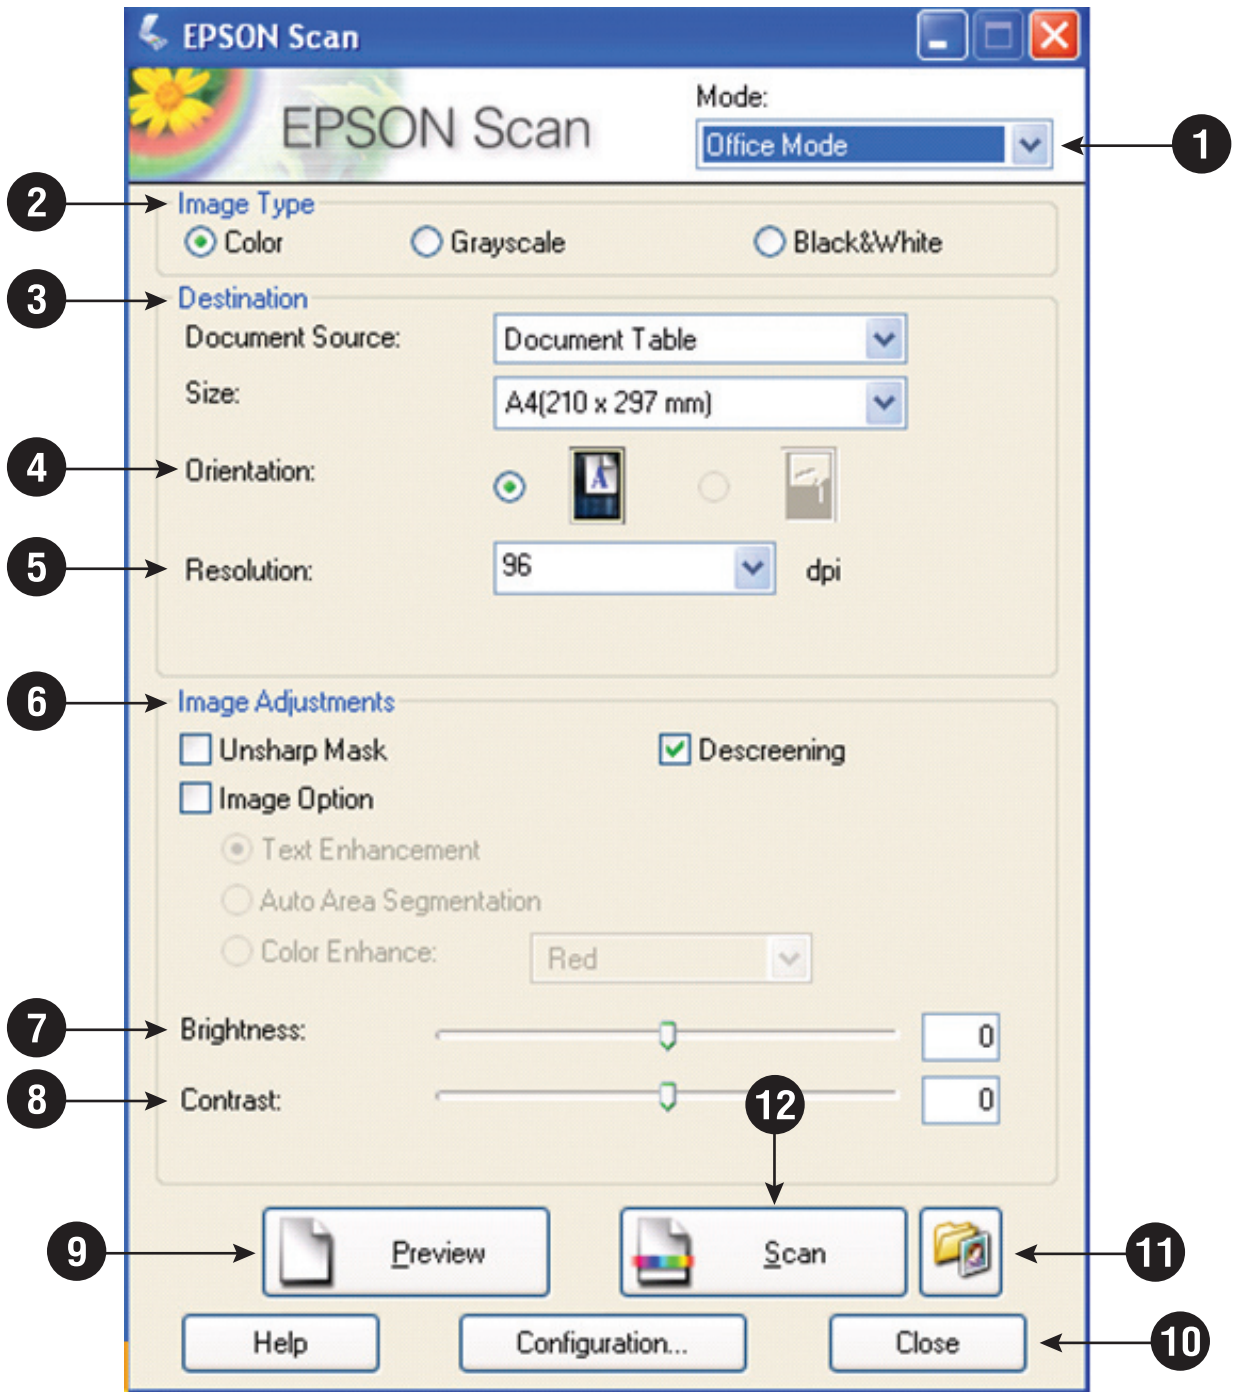 EPSON Scan
EPSON Scan
Mode:
Office Mode
1
2
Image Type
Color
Grayscale
Black&White
3
Destination
Document Source:
Document Table
Size:
A4(210 x 297 mm)
4
Orientation:
A
5
Resolution:
96
dpi
6
Image Adjustments
Unsharp Mask
Descreening
Image Option
Text Enhancement
Auto Area Segmentation
Color Enhance:
Red
7
Brightness:
0
8
Contrast:
0
12
9
Preview
Scan
11
Help
Configuration...
Close
10